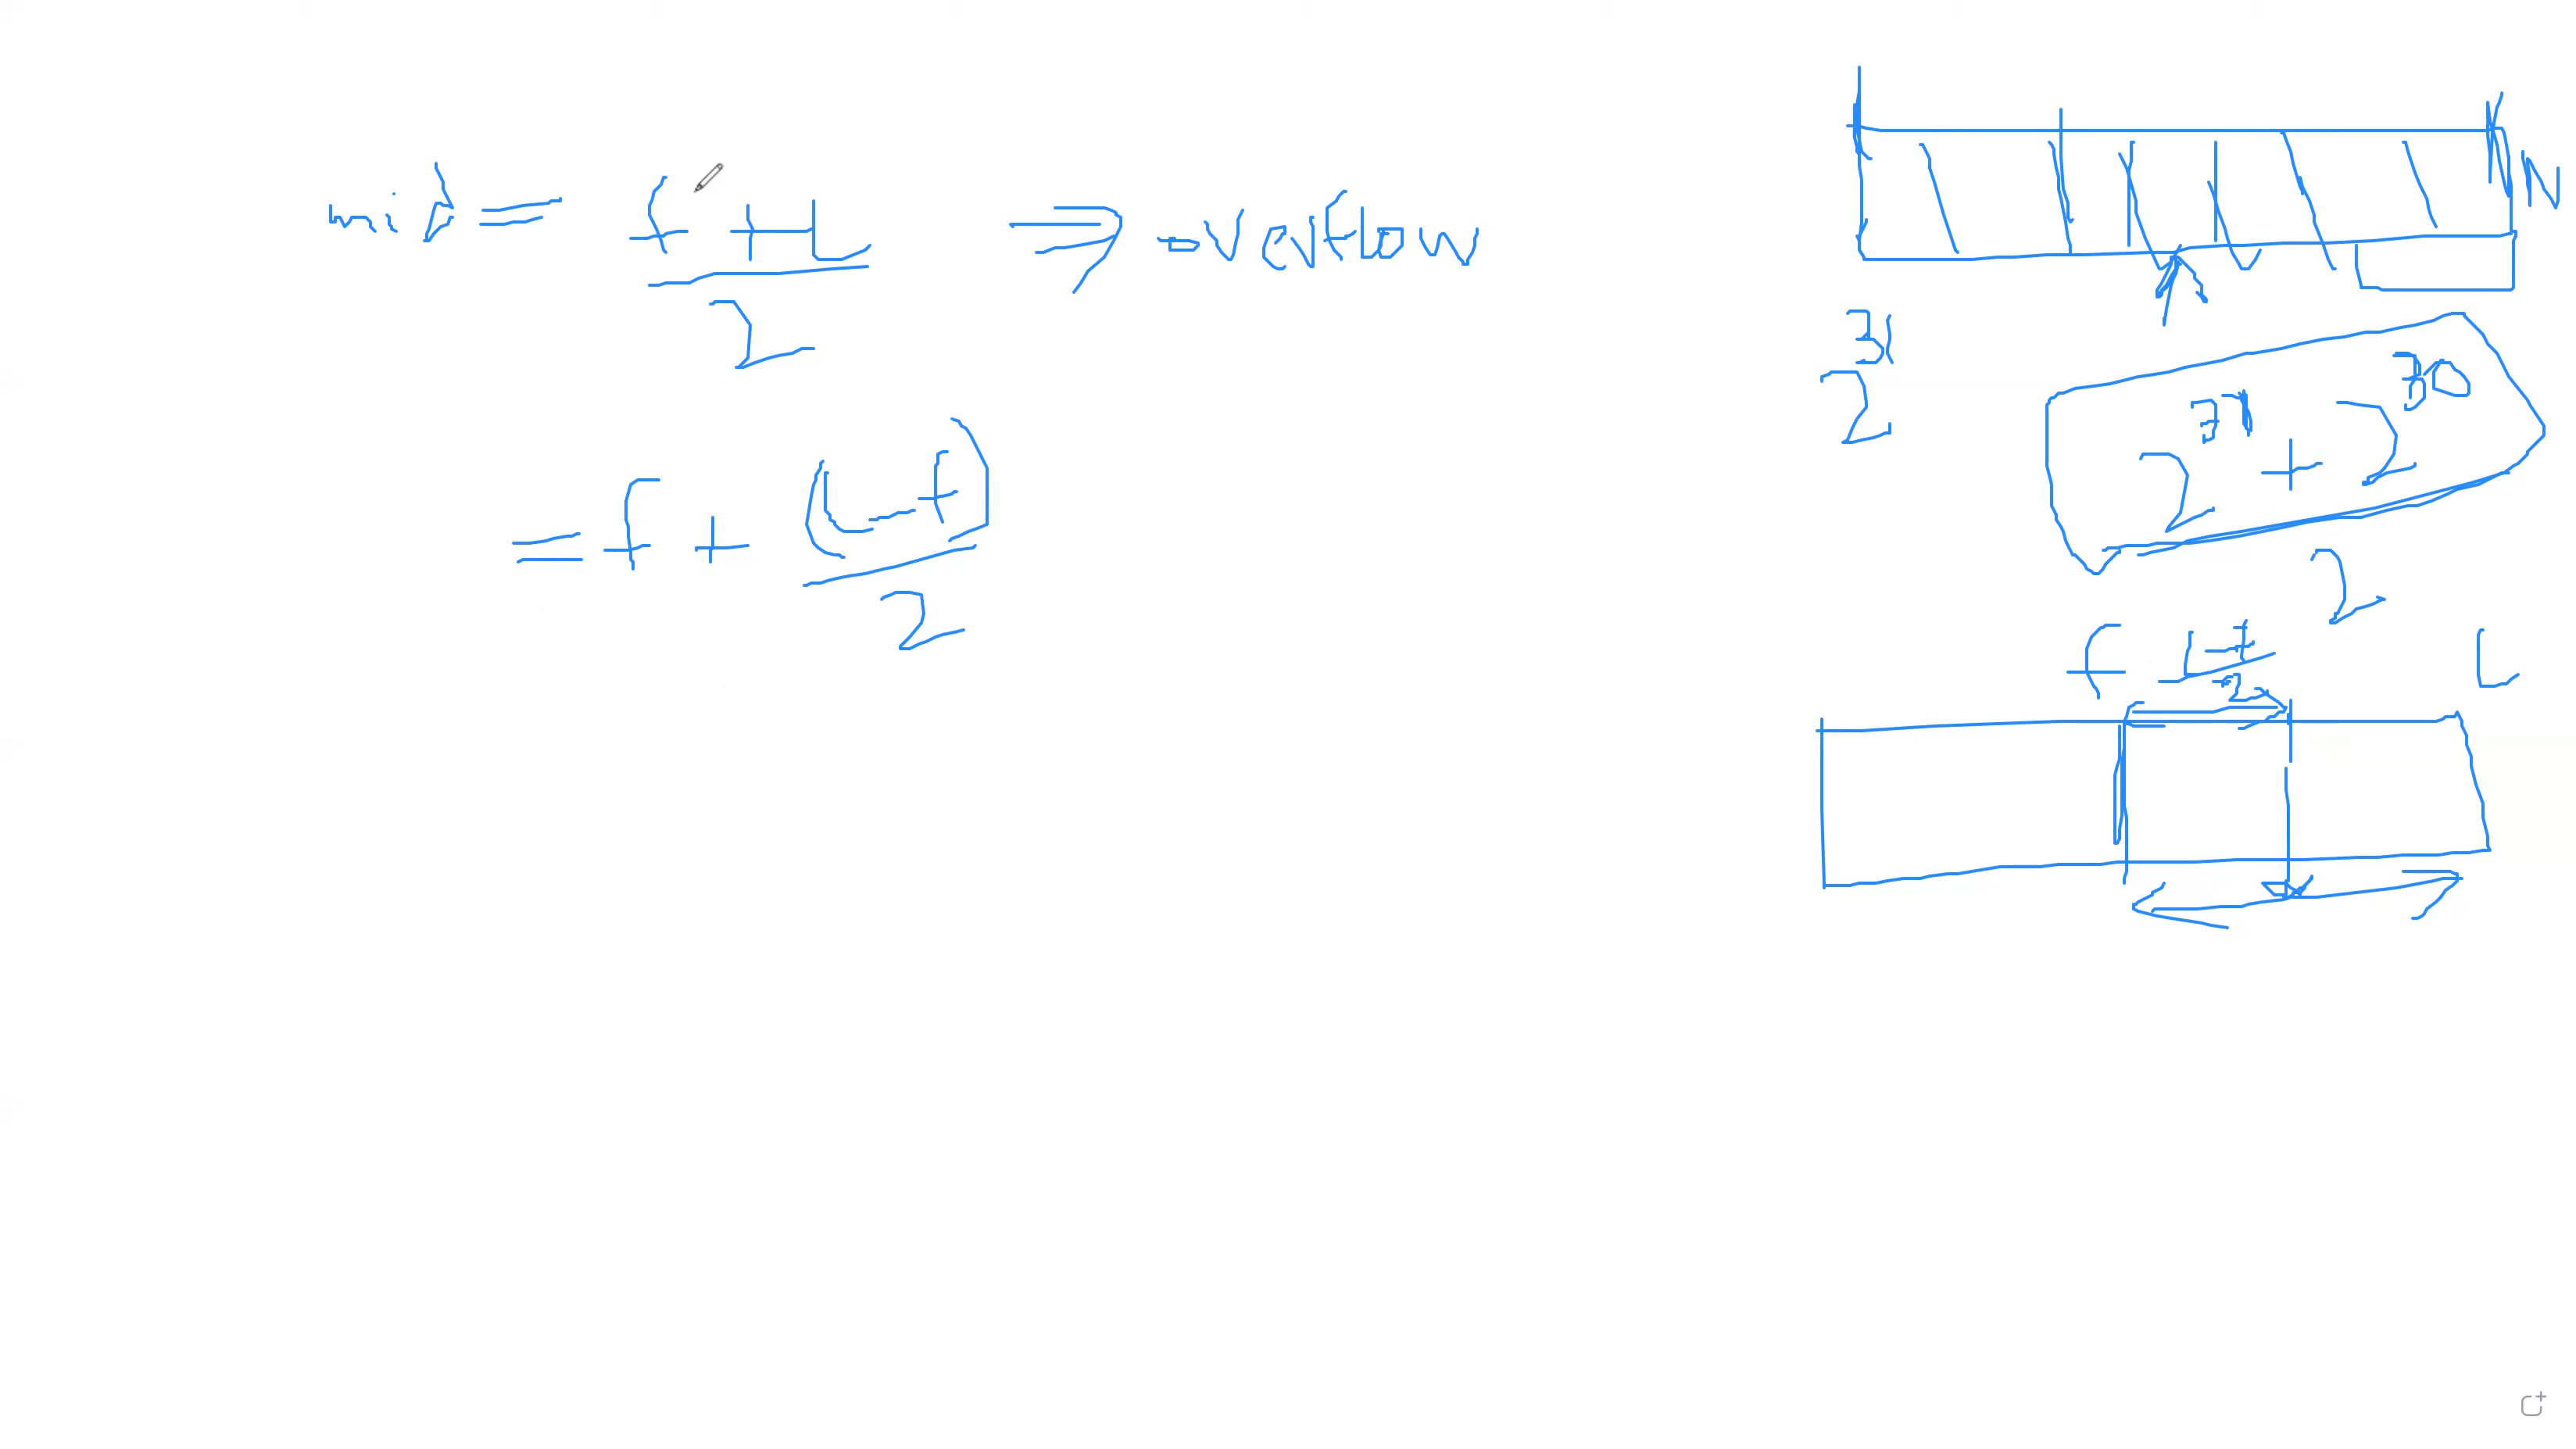 mid = f + L ⇒ overflow
2
= f + (L - f)
2
N
2^31
2^31 + 2^30
2
f L-f L
2